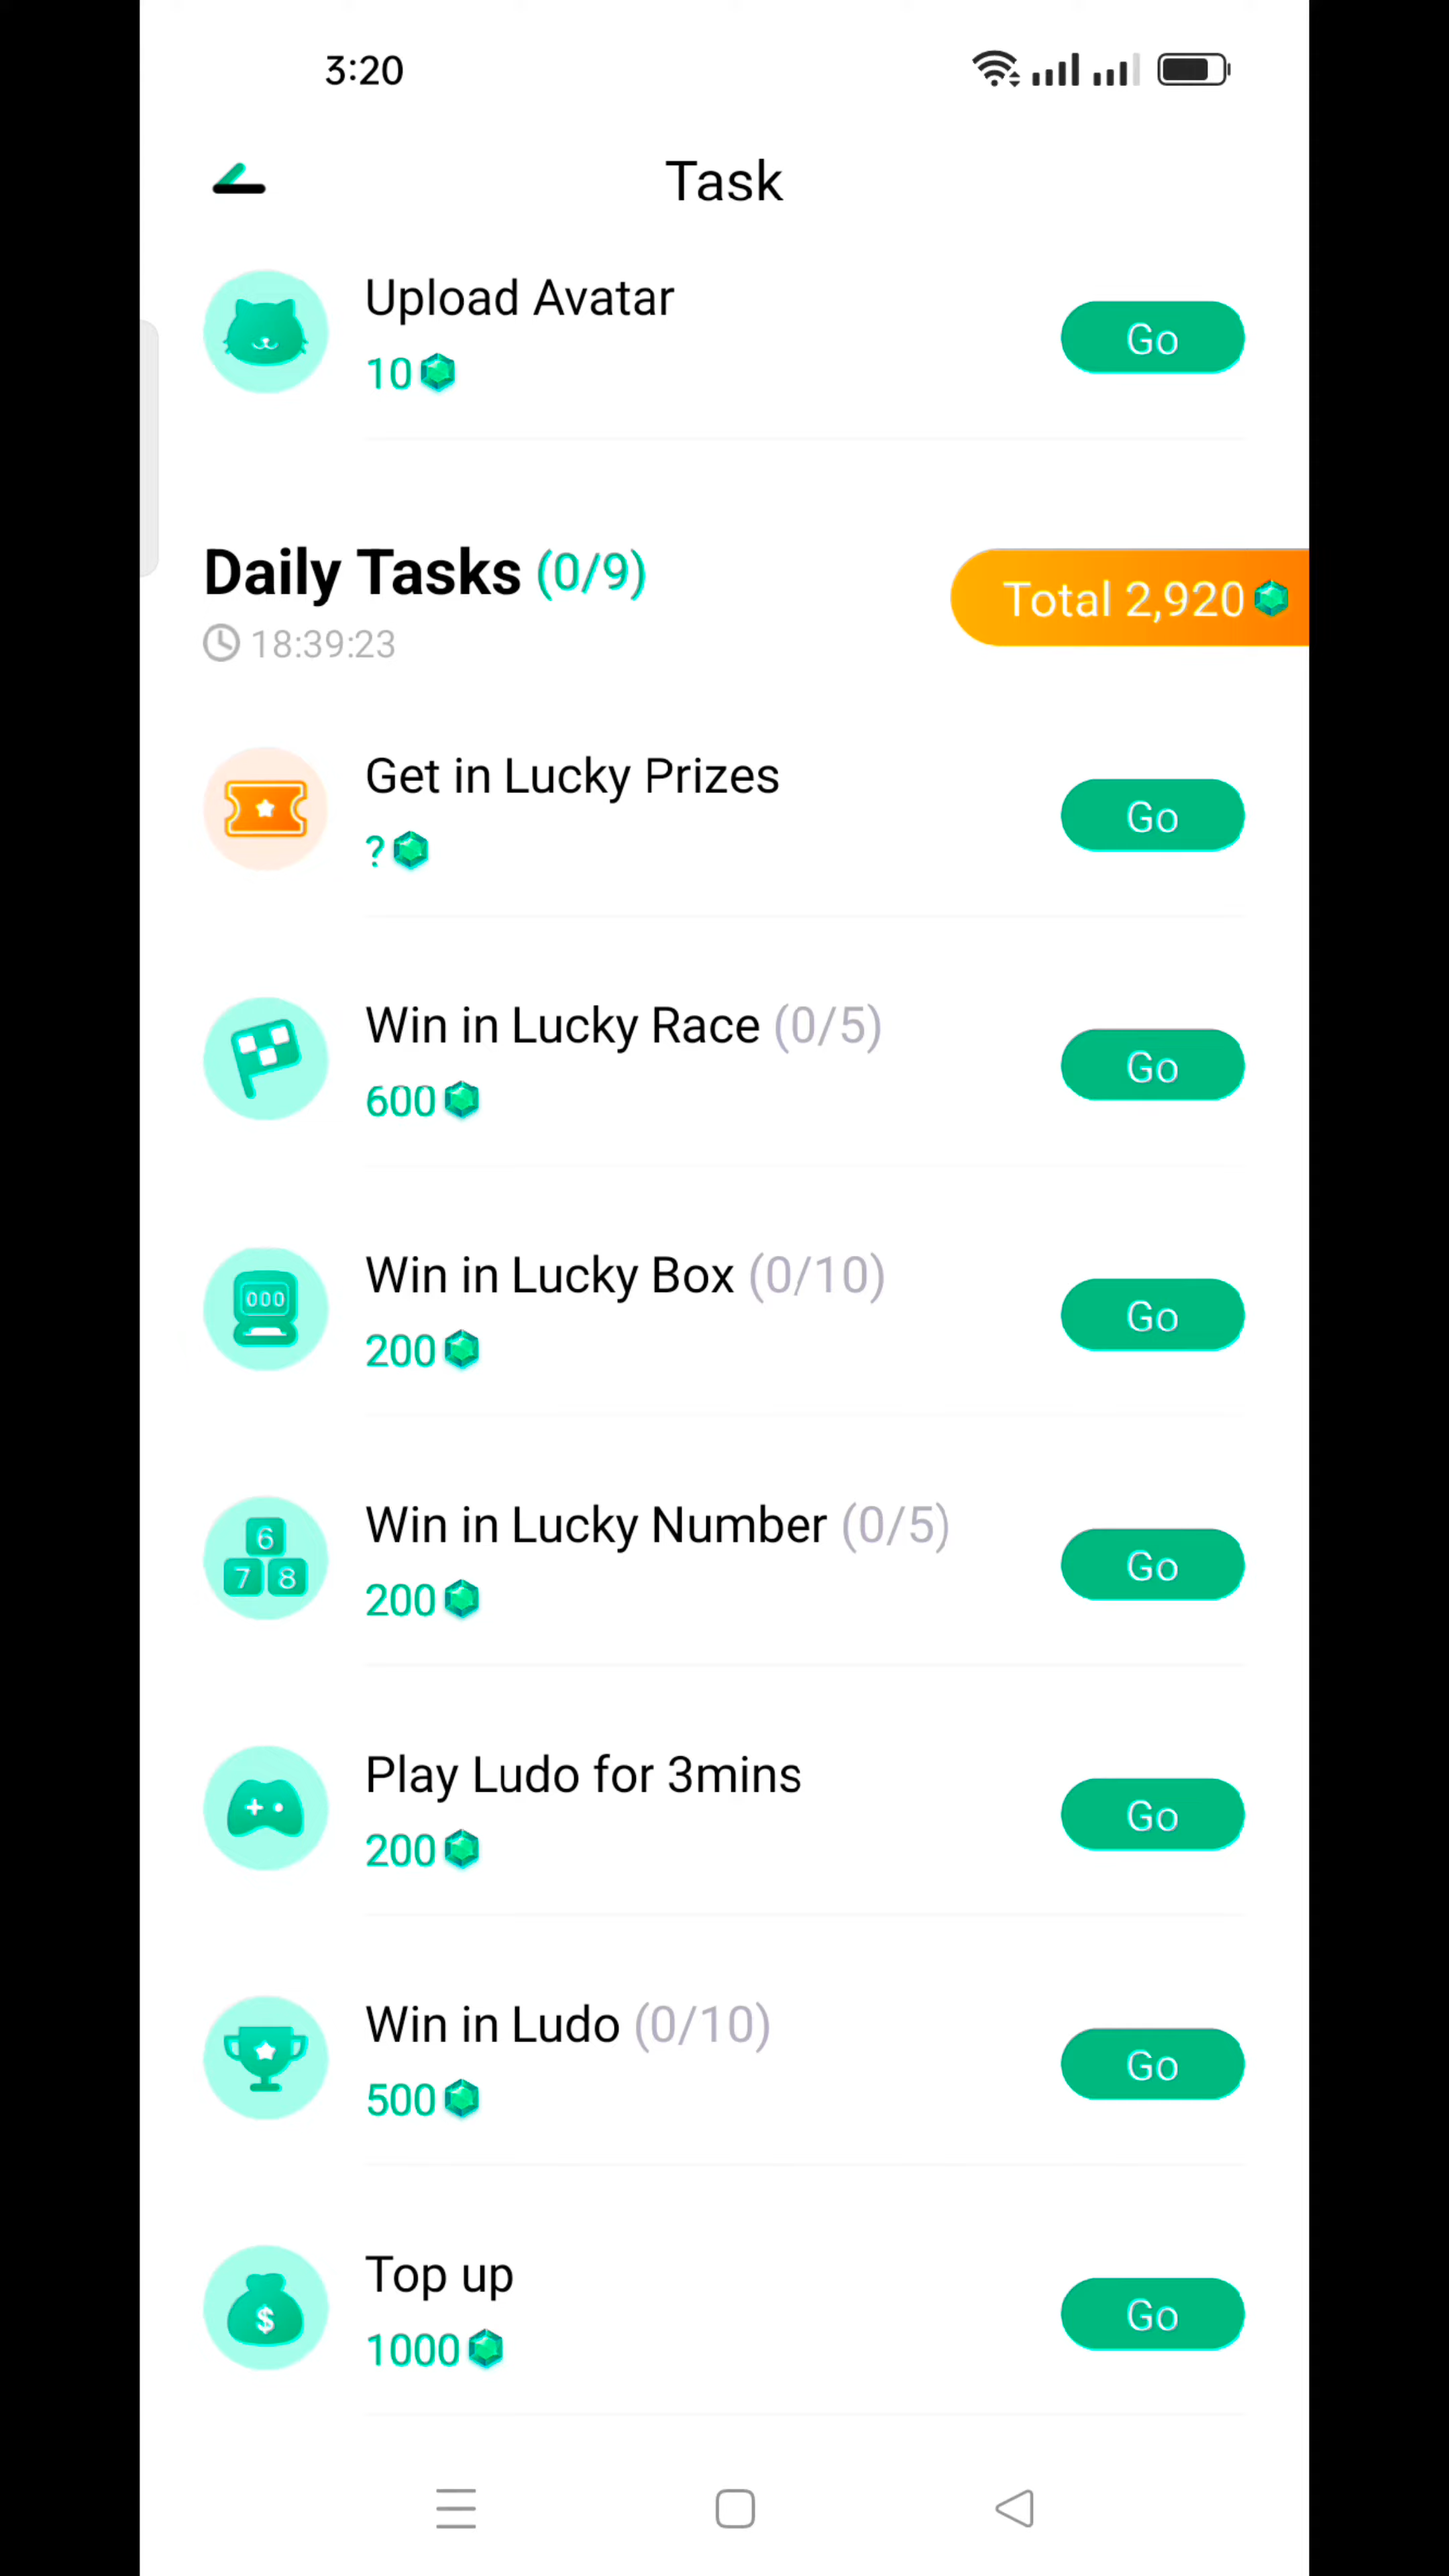 3:20
Task
Upload Avatar
Go
10
Daily Tasks (0/9)
Total 2,920
18:39:23
Get in Lucky Prizes
Go
?
Win in Lucky Race (0/5)
Go
600
Win in Lucky Box (0/10)
000
Go
200
Win in Lucky Number (0/5)
6
7 8
Go
200
Play Ludo for 3mins
Go
200
Win in Ludo (0/10)
Go
500
Top up
$
Go
1000